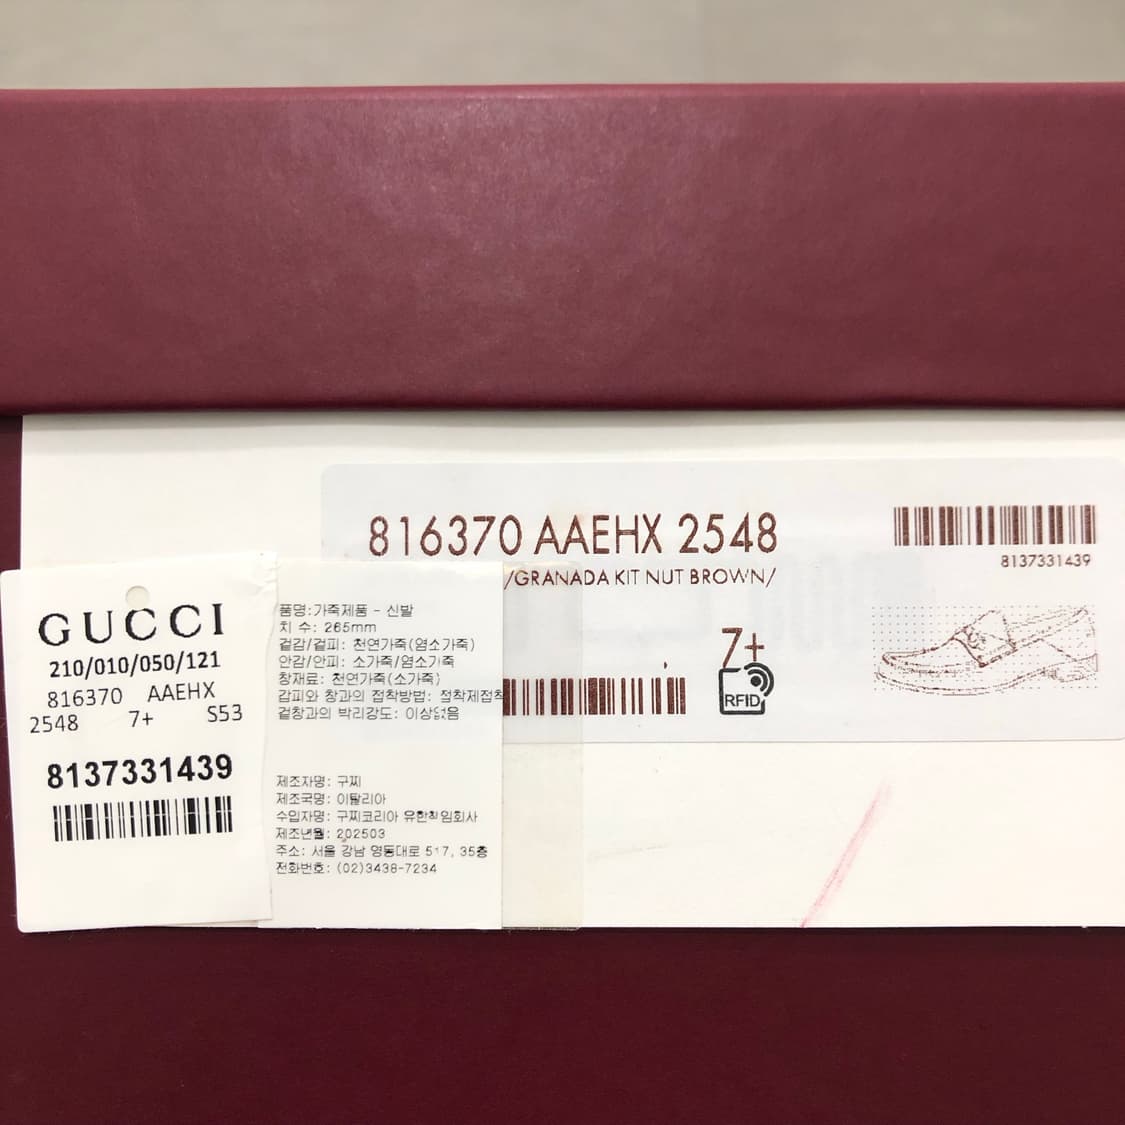 816370 AAEHX 2548
/GRANADA KIT NUT BROWN/
8137331439
7+
RFID
GUCCI
210/010/050/121
816370 AAEHX
2548 7+ S53
8137331439
품명:가죽제품 - 신발
치 수: 265mm
겉감/겉피: 천연가죽(염소가죽)
안감/안피: 소가죽/염소가죽
창재료: 천연가죽(소가죽)
갑피와 창과의 접착방법: 접착제접착
겉창과의 박리강도: 이상없음
제조자명: 구찌
제조국명: 이탈리아
수입자명: 구찌코리아 유한책임회사
제조년월: 202503
주소: 서울 강남 영동대로 517, 35층
전화번호: (02)3438-7234